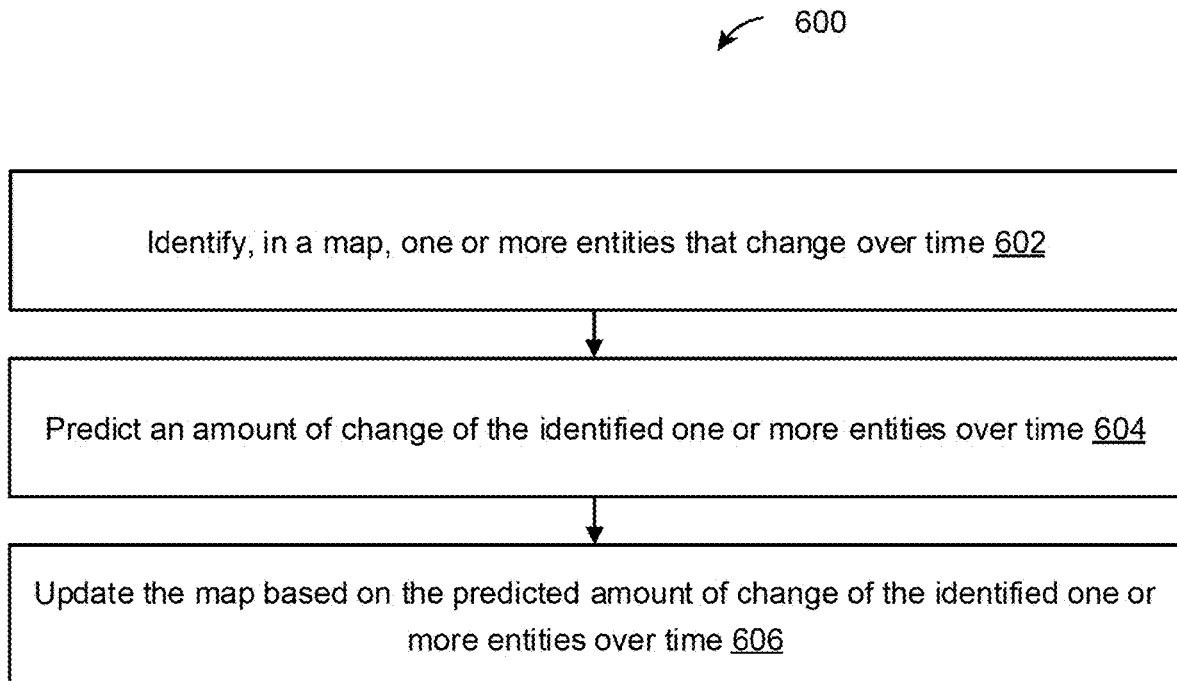 600
Identify, in a map, one or more entities that change over time 602
Predict an amount of change of the identified one or more entities over time 604
Update the map based on the predicted amount of change of the identified one or
more entities over time 606